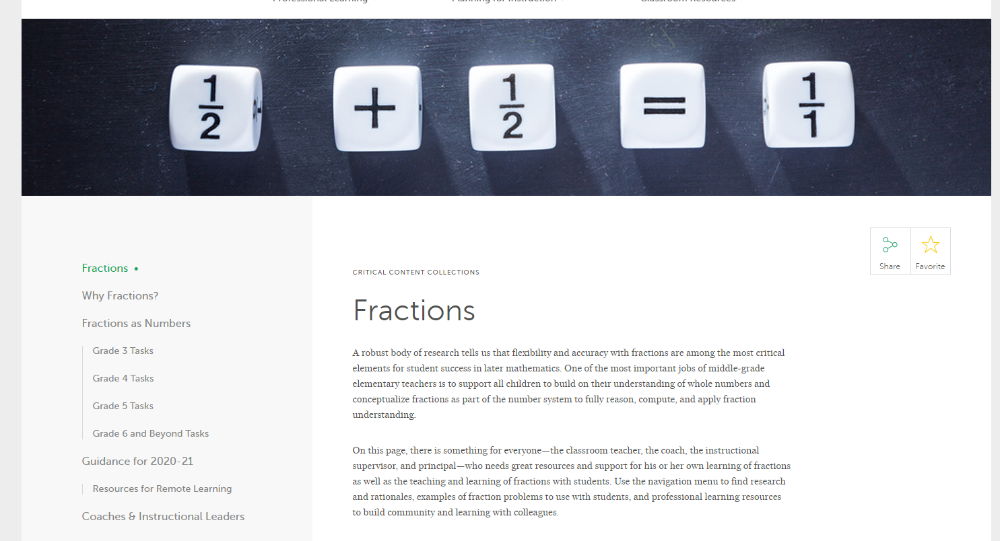 Professional Learning
Planning for Instruction
Classroom Resources
1/2 + 1/2 = 1/1
Fractions •
Why Fractions?
Fractions as Numbers
Grade 3 Tasks
Grade 4 Tasks
Grade 5 Tasks
Grade 6 and Beyond Tasks
Guidance for 2020-21
Resources for Remote Learning
Coaches & Instructional Leaders
Share
Favorite
CRITICAL CONTENT COLLECTIONS
Fractions
A robust body of research tells us that flexibility and accuracy with fractions are among the most critical
elements for student success in later mathematics. One of the most important jobs of middle-grade
elementary teachers is to support all children to build on their understanding of whole numbers and
conceptualize fractions as part of the number system to fully reason, compute, and apply fraction
understanding.
On this page, there is something for everyone—the classroom teacher, the coach, the instructional
supervisor, and principal—who needs great resources and support for his or her own learning of fractions
as well as the teaching and learning of fractions with students. Use the navigation menu to find research
and rationales, examples of fraction problems to use with students, and professional learning resources
to build community and learning with colleagues.